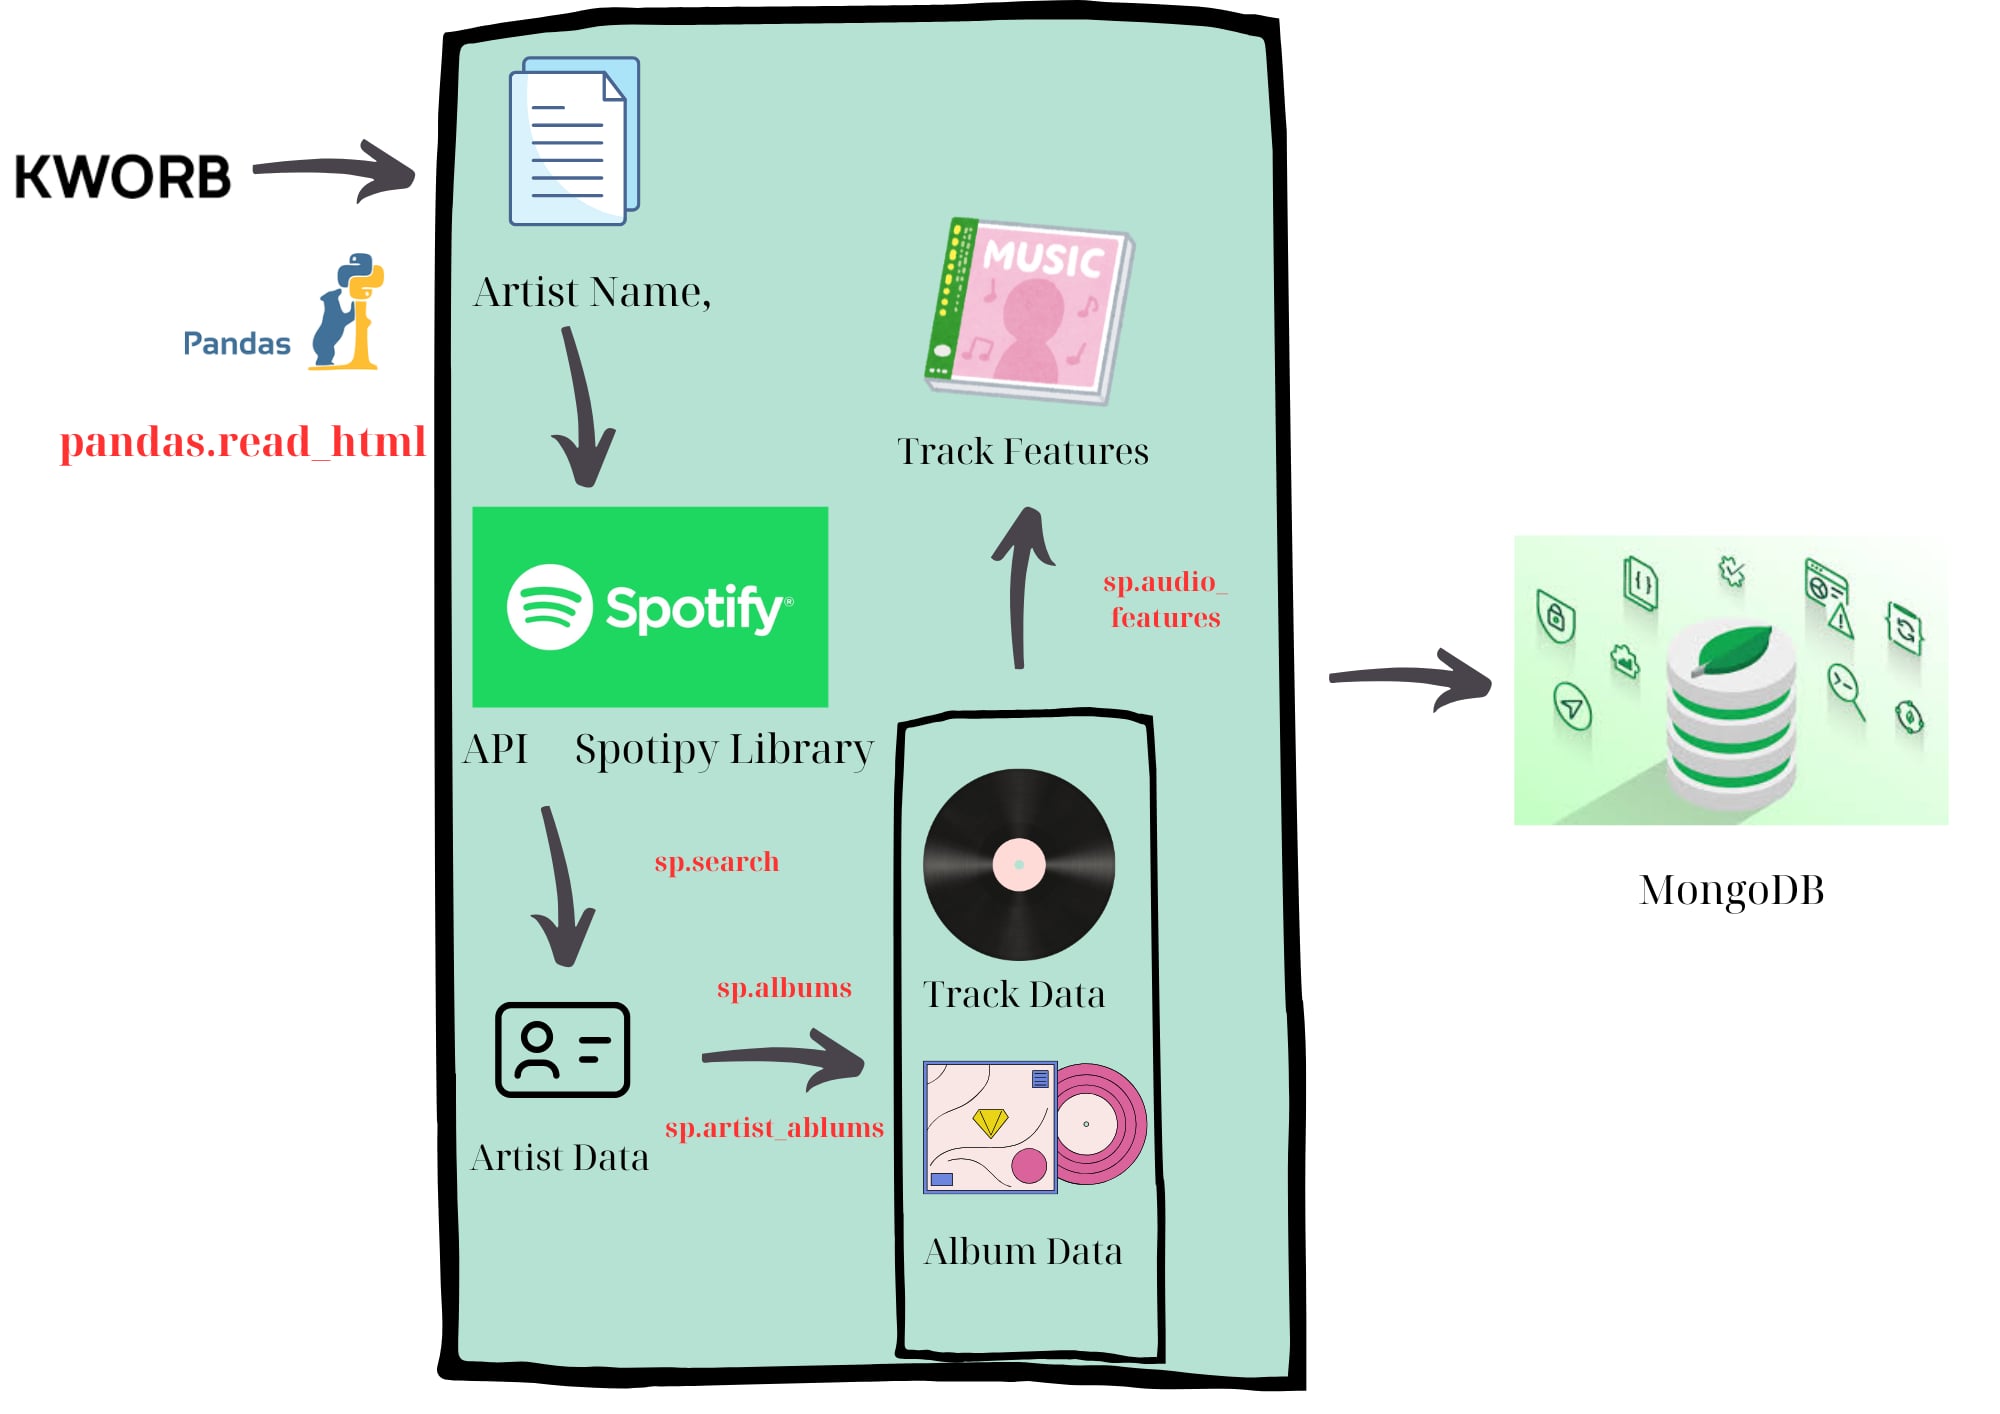 KWORB
Pandas
pandas.read_html
Artist Name,
MUSIC
Track Features
Spotify®
API Spotipy Library
sp.audio_
features
sp.search
sp.albums
sp.artist_ablums
Artist Data
Track Data
Album Data
MongoDB